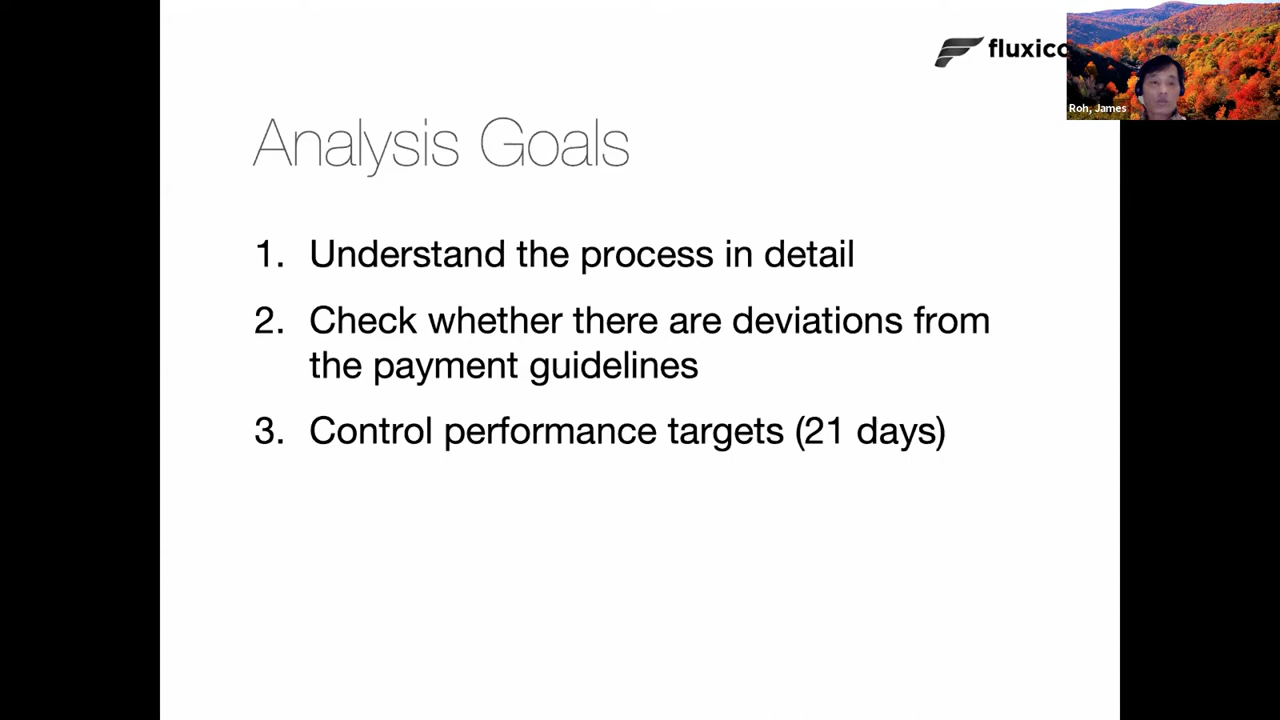 fluxico
Roh, James
Analysis Goals
1. Understand the process in detail
2. Check whether there are deviations from
the payment guidelines
3. Control performance targets (21 days)